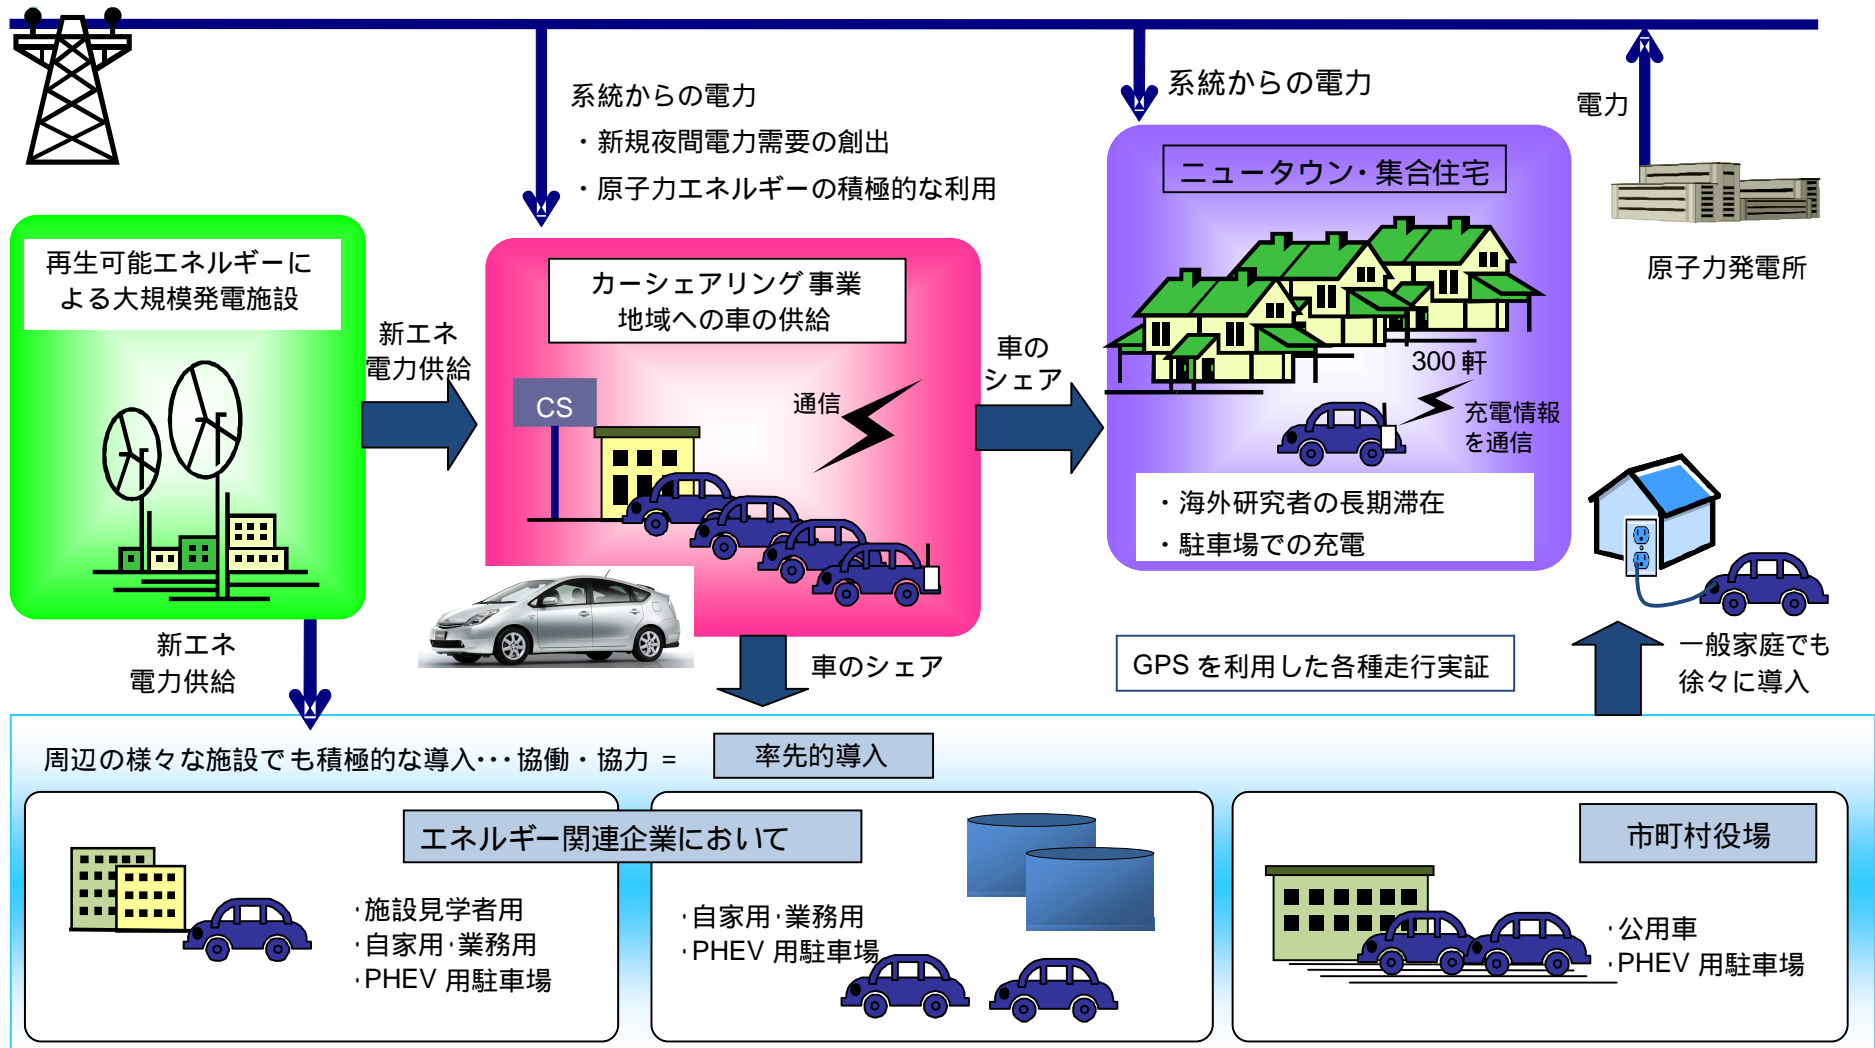 系統からの電力
・新規夜間電力需要の創出
・原子力エネルギーの積極的な利用
系統からの電力
電力
原子力発電所
再生可能エネルギーに
よる大規模発電施設
新エネ
電力供給
カーシェアリング事業
地域への車の供給
CS
通信
車の
シェア
ニュータウン・集合住宅
300 軒
充電情報
を通信
・海外研究者の長期滞在
・駐車場での充電
新エネ
電力供給
車のシェア
GPS を利用した各種走行実証
一般家庭でも
徐々に導入
周辺の様々な施設でも積極的な導入・・・協働・協力 =
率先的導入
エネルギー関連企業において
・施設見学者用
・自家用・業務用
・PHEV 用駐車場
・自家用・業務用
・PHEV 用駐車場
市町村役場
・公用車
・PHEV 用駐車場